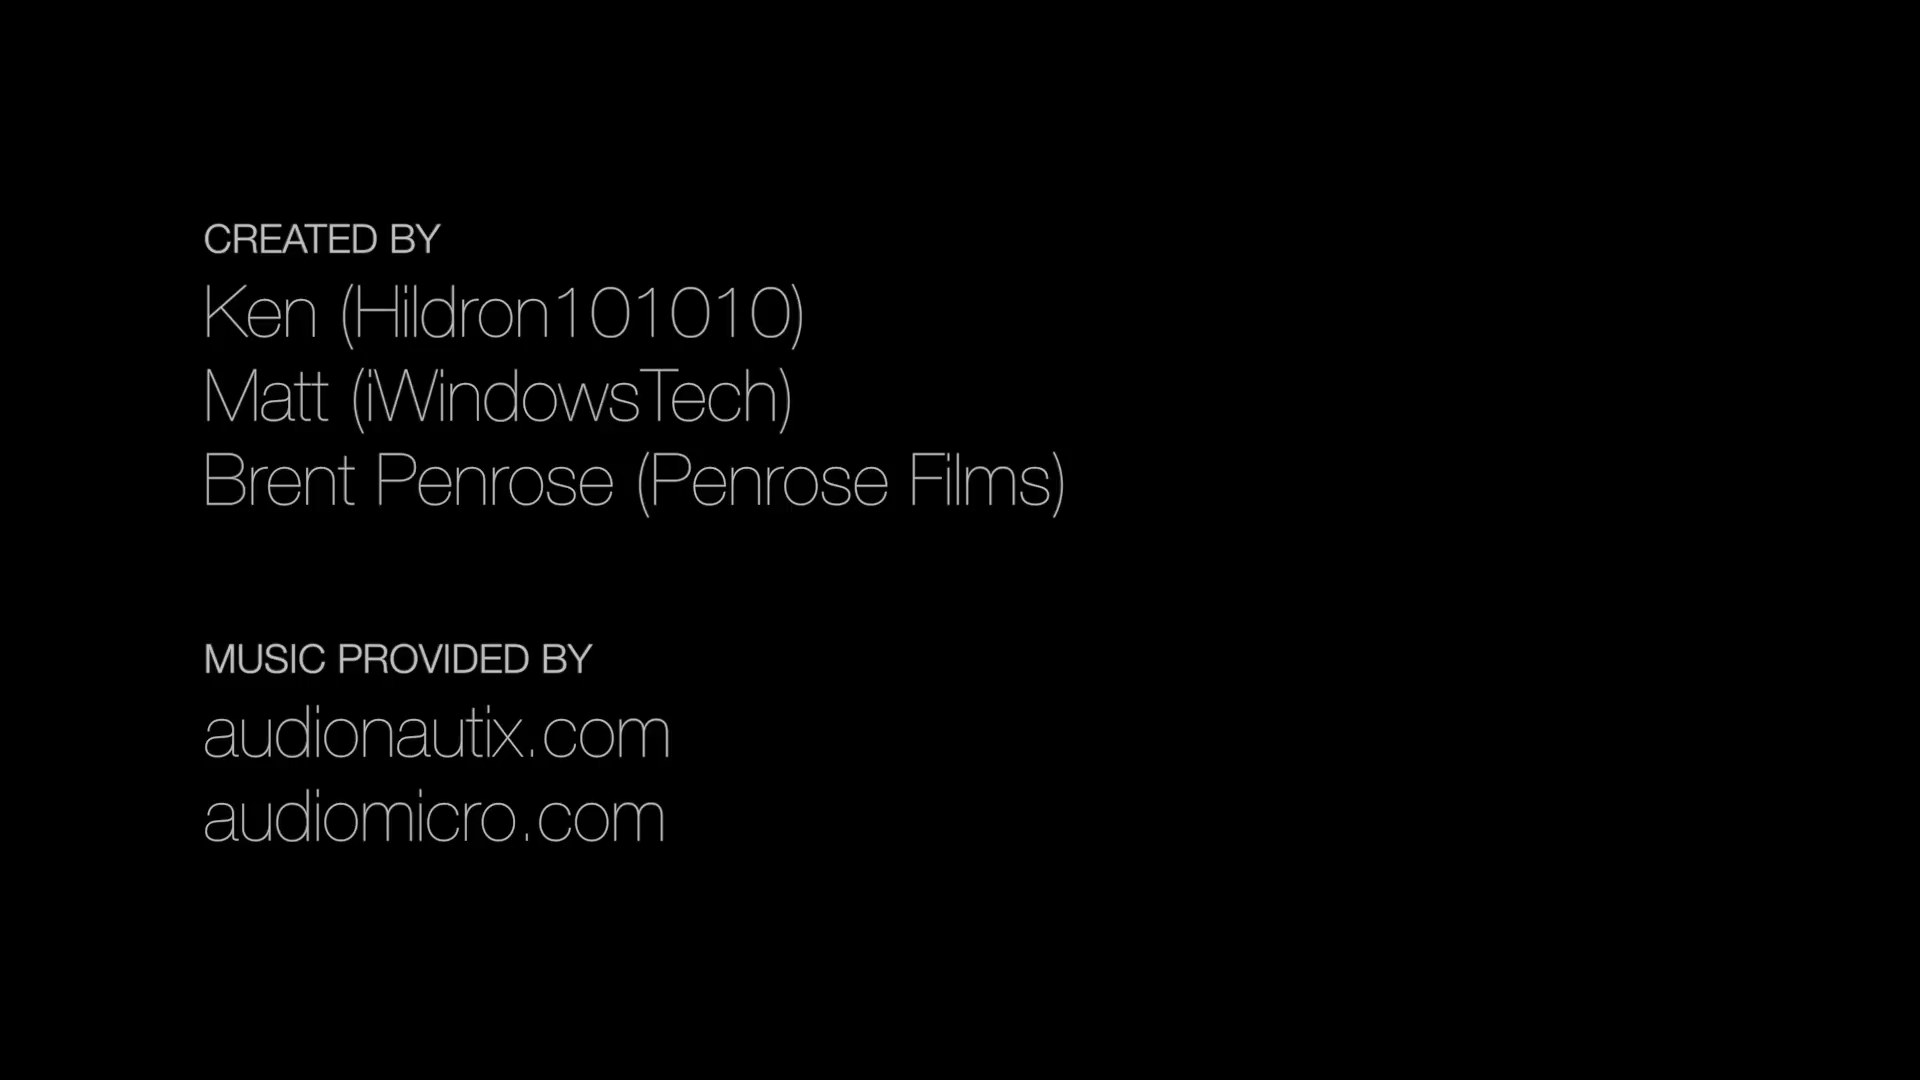 CREATED BY
Ken (Hildron101010)
Matt (iWindowsTech)
Brent Penrose (Penrose Films)
MUSIC PROVIDED BY
audionautix.com
audiomicro.com